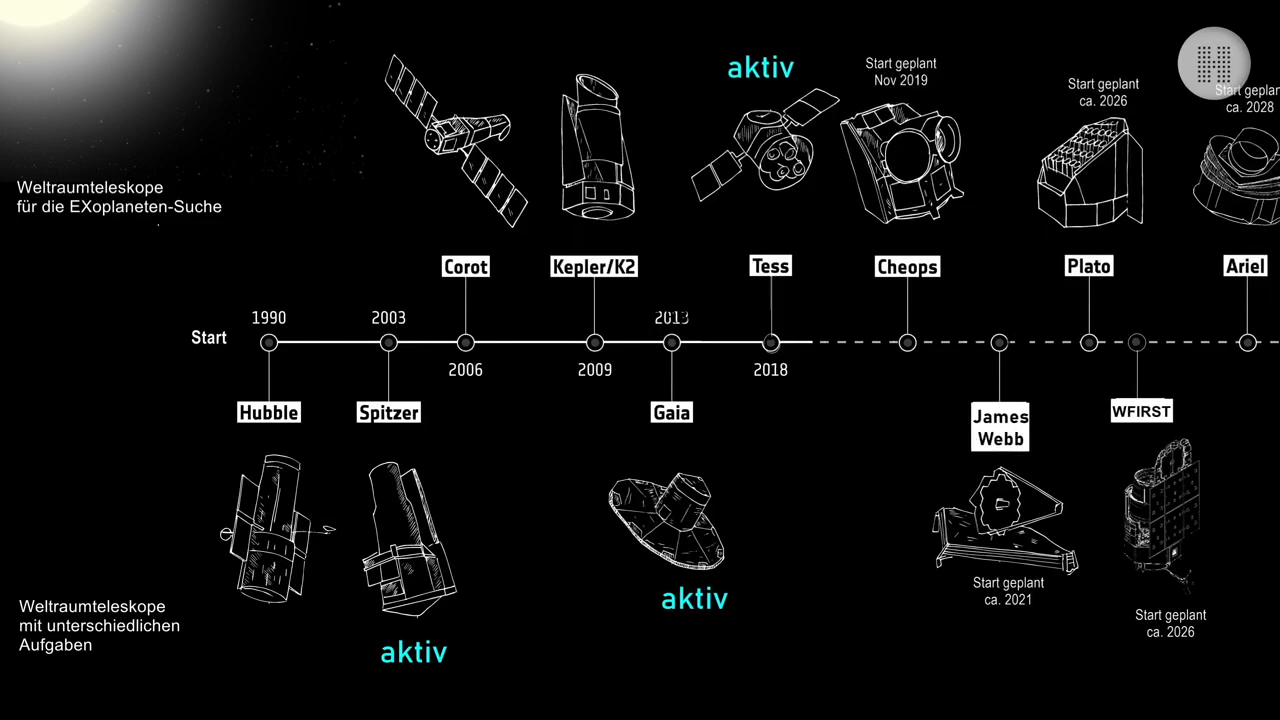 aktiv
Start geplant
Nov 2019
Start geplant
ca. 2026
Start geplan
ca. 2028
Weltraumteleskope
für die EXoplaneten-Suche
Corot
Kepler/K2
Tess
Cheops
Plato
Ariel
Start
1990
2003
2013
2006
2009
2018
Hubble
Spitzer
Gaia
James
Webb
WFIRST
Start geplant
ca. 2021
Weltraumteleskope
mit unterschiedlichen
Aufgaben
aktiv
aktiv
Start geplant
ca. 2026
H